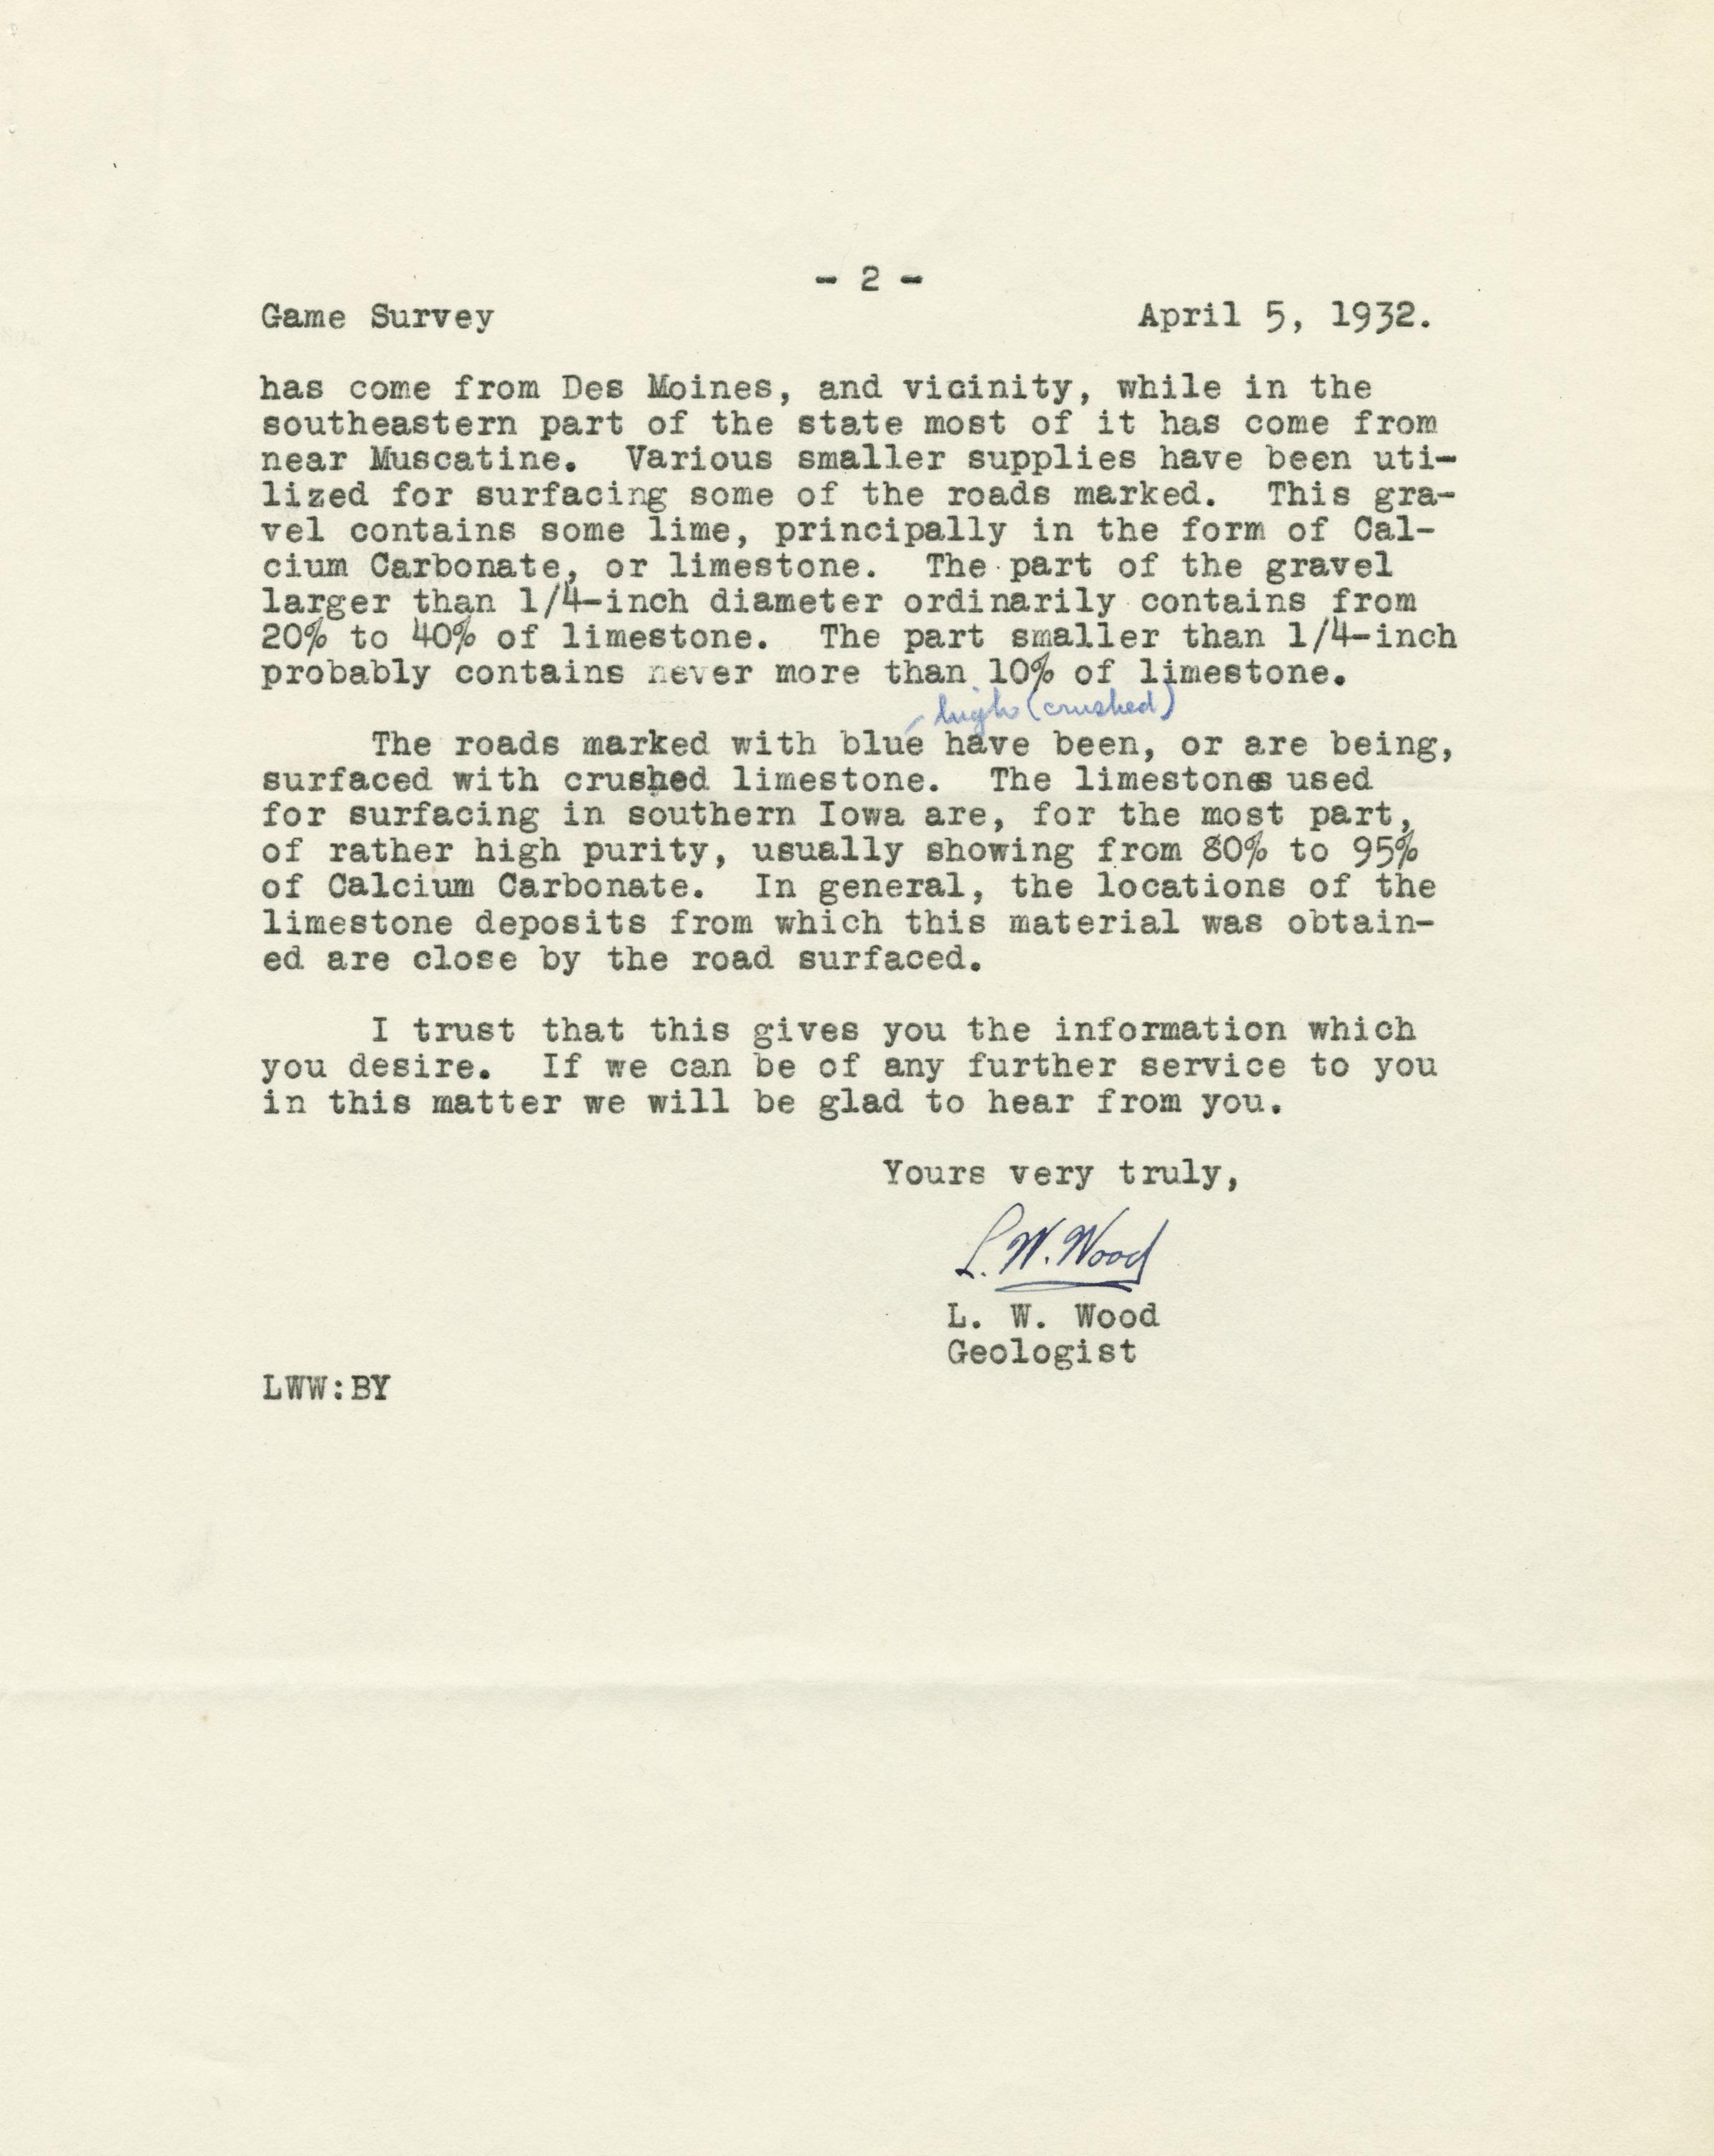 - 2 -
Game Survey April 5, 1932.
has come from Des Moines, and vicinity, while in the
southeastern part of the state most of it has come from
near Muscatine. Various smaller supplies have been uti-
lized for surfacing some of the roads marked. This gra-
vel contains some lime, principally in the form of Cal-
cium Carbonate, or limestone. The part of the gravel
larger than 1/4-inch diameter ordinarily contains from
20% to 40% of limestone. The part smaller than 1/4-inch
probably contains never more than 10% of limestone.
high (crushed)
The roads marked with blue have been, or are being,
surfaced with crushed limestone. The limestones used
for surfacing in southern Iowa are, for the most part,
of rather high purity, usually showing from 80% to 95%
of Calcium Carbonate. In general, the locations of the
limestone deposits from which this material was obtain-
ed are close by the road surfaced.
I trust that this gives you the information which
you desire. If we can be of any further service to you
in this matter we will be glad to hear from you.
Yours very truly,
L. W. Wood
L. W. Wood
Geologist
LWW:BY